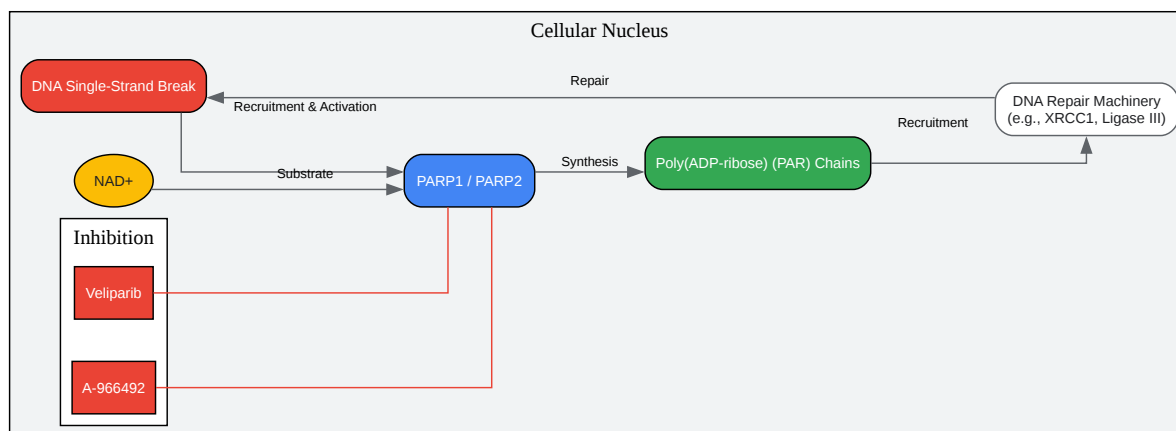 Cellular Nucleus
DNA Single-Strand Break
Repair
Recruitment & Activation
DNA Repair Machinery
(e.g., XRCC1, Ligase III)
Recruitment
NAD+
Substrate
PARP1 / PARP2
Synthesis
Poly(ADP-ribose) (PAR) Chains
Inhibition
Veliparib
A-966492